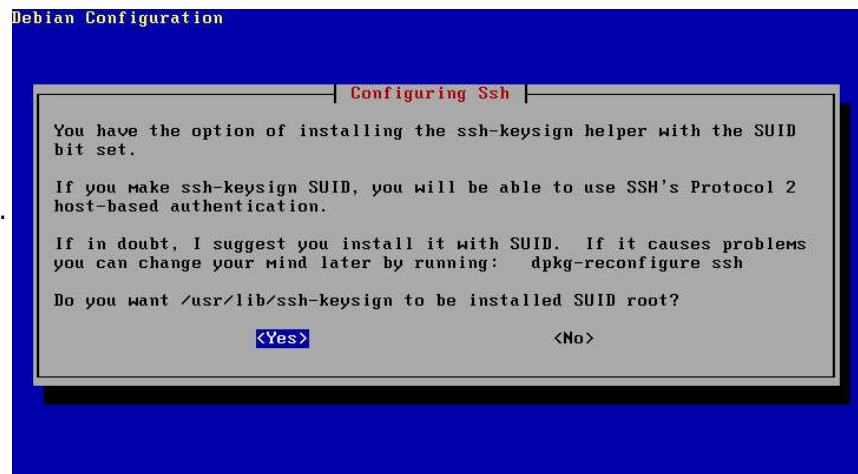 Debian Configuration
Configuring Ssh
You have the option of installing the ssh-keysign helper with the SUID
bit set.
If you make ssh-keysign SUID, you will be able to use SSH's Protocol 2
host-based authentication.
If in doubt, I suggest you install it with SUID.  If it causes problems
you can change your mind later by running:   dpkg-reconfigure ssh
Do you want /usr/lib/ssh-keysign to be installed SUID root?
<Yes> <No>